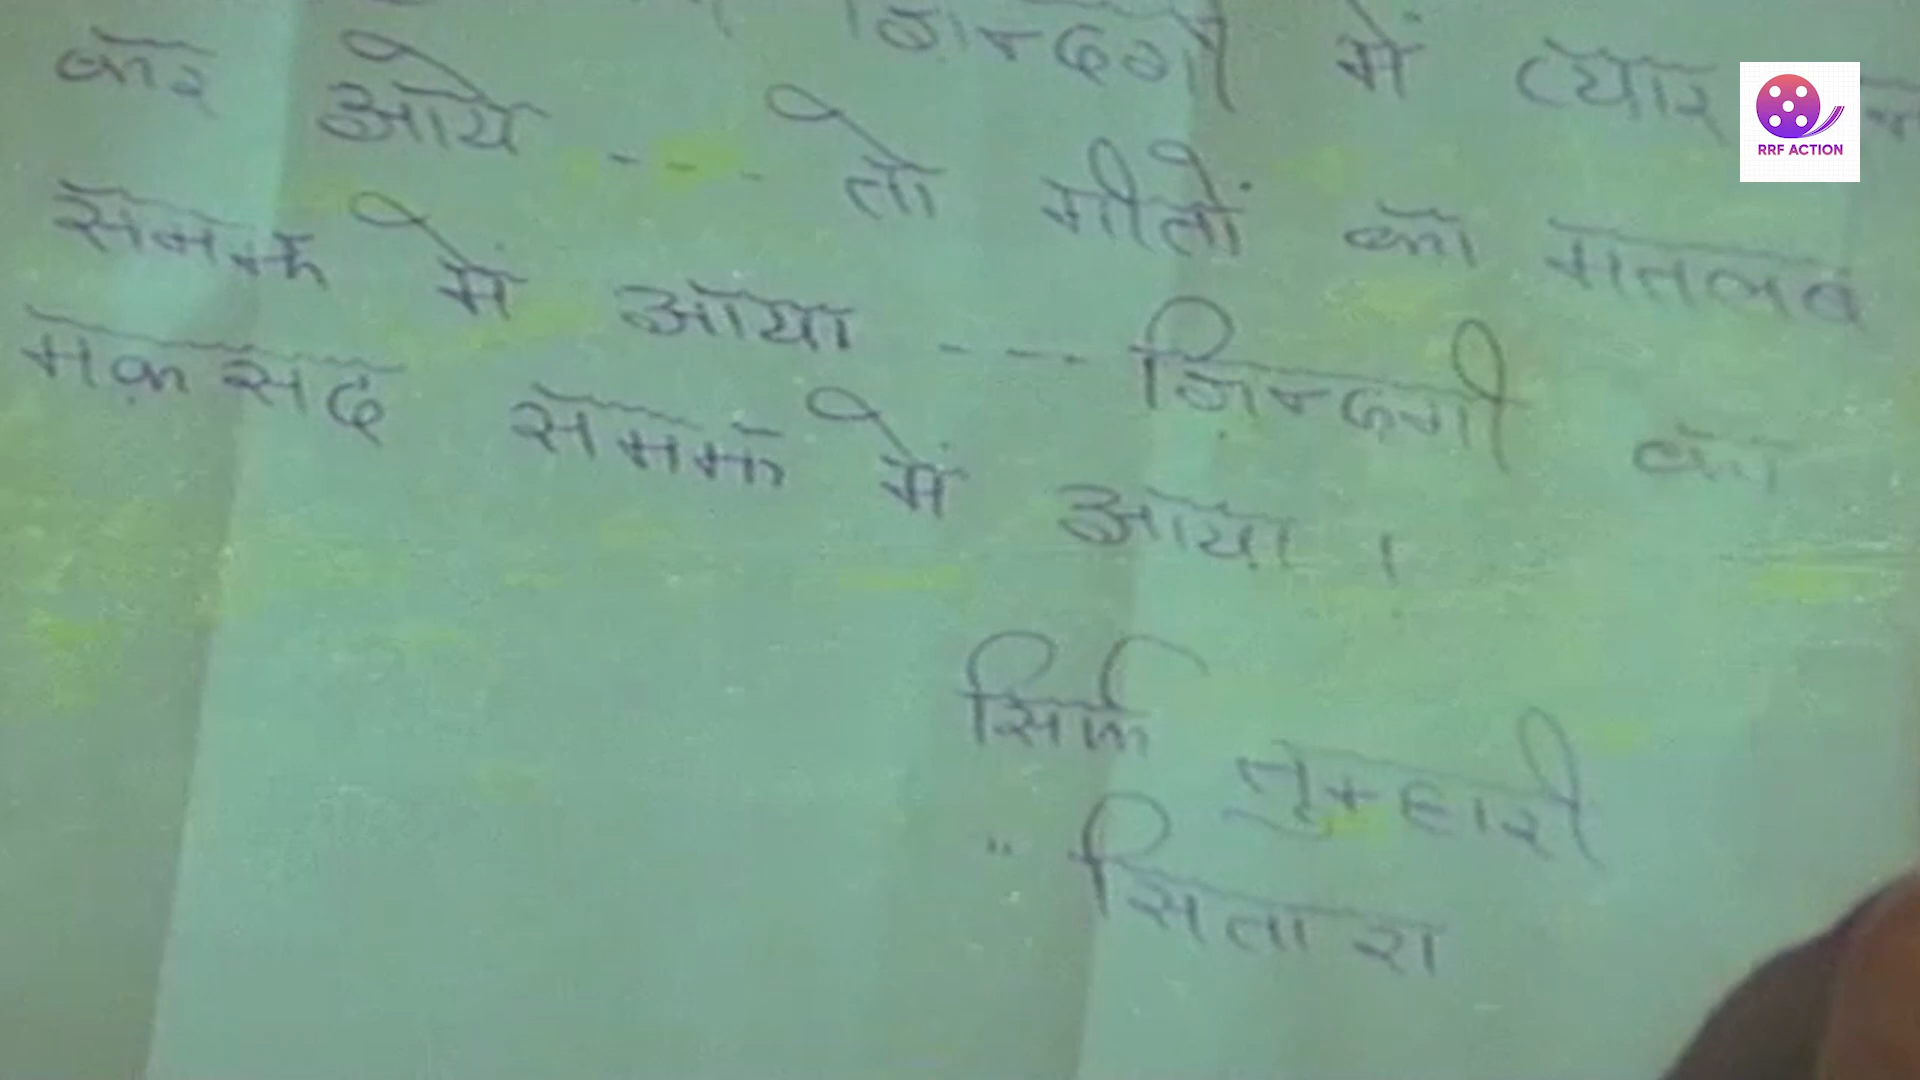 ज़िन्दगी में प्यार
कर आये --- तो गीतों का मतलब
समझ में आया --- ज़िन्दगी का
मक़सद समझ में आया ।
सिर्फ
तुम्हारी
" सितारा
RRF ACTION